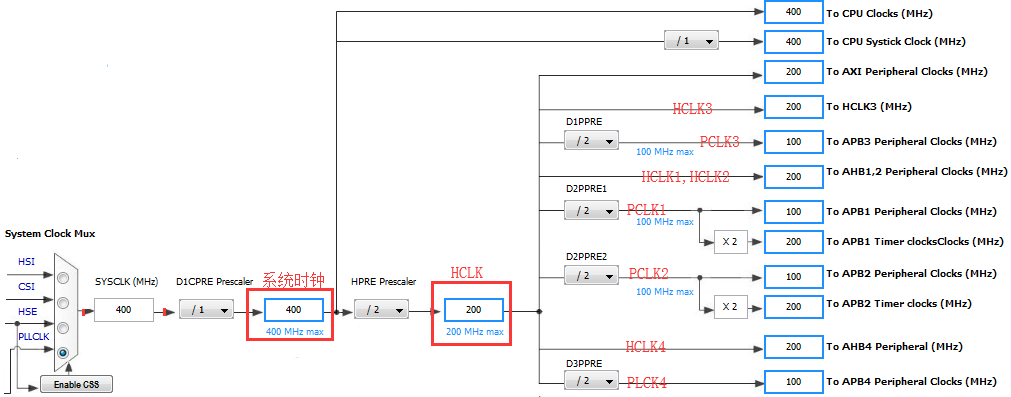 400 To CPU Clocks (MHz)
/ 1 400 To CPU Systick Clock (MHz)
200 To AXI Peripheral Clocks (MHz)
HCLK3 200 To HCLK3 (MHz)
D1PPRE
/ 2 PCLK3 100 To APB3 Peripheral Clocks (MHz)
100 MHz max
HCLK1, HCLK2 200 To AHB1,2 Peripheral Clocks (MHz)
D2PPRE1
/ 2 PCLK1 100 To APB1 Peripheral Clocks (MHz)
100 MHz max
X 2 200 To APB1 Timer clocksClocks (MHz)
D2PPRE2
/ 2 PCLK2 100 To APB2 Peripheral Clocks (MHz)
100 MHz max
X 2 200 To APB2 Timer clocks (MHz)
HCLK4 200 To AHB4 Peripheral (MHz)
D3PPRE
/ 2 PLCK4 100 To APB4 Peripheral Clocks (MHz)
System Clock Mux
HSI
CSI
HSE
PLLCLK
Enable CSS
SYSCLK (MHz)
400
D1CPRE Prescaler
/ 1
系统时钟
400
400 MHz max
HPRE Prescaler
/ 2
HCLK
200
200 MHz max